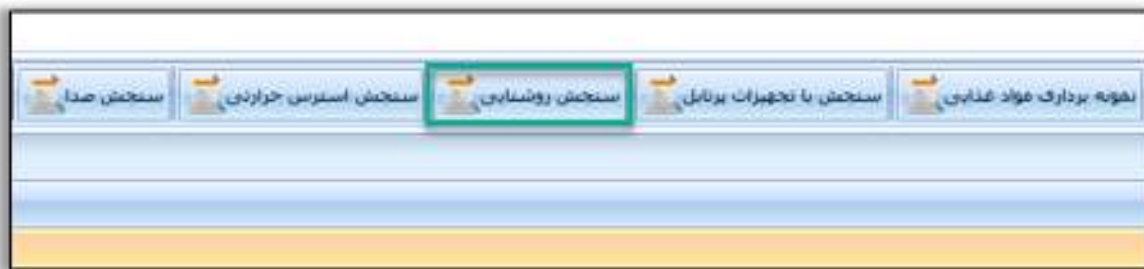 نمونه برداری مواد غذایی سنجش با تجهیزات پرتابل سنجش روشنایی سنجش استرس حرارتی سنجش صدا